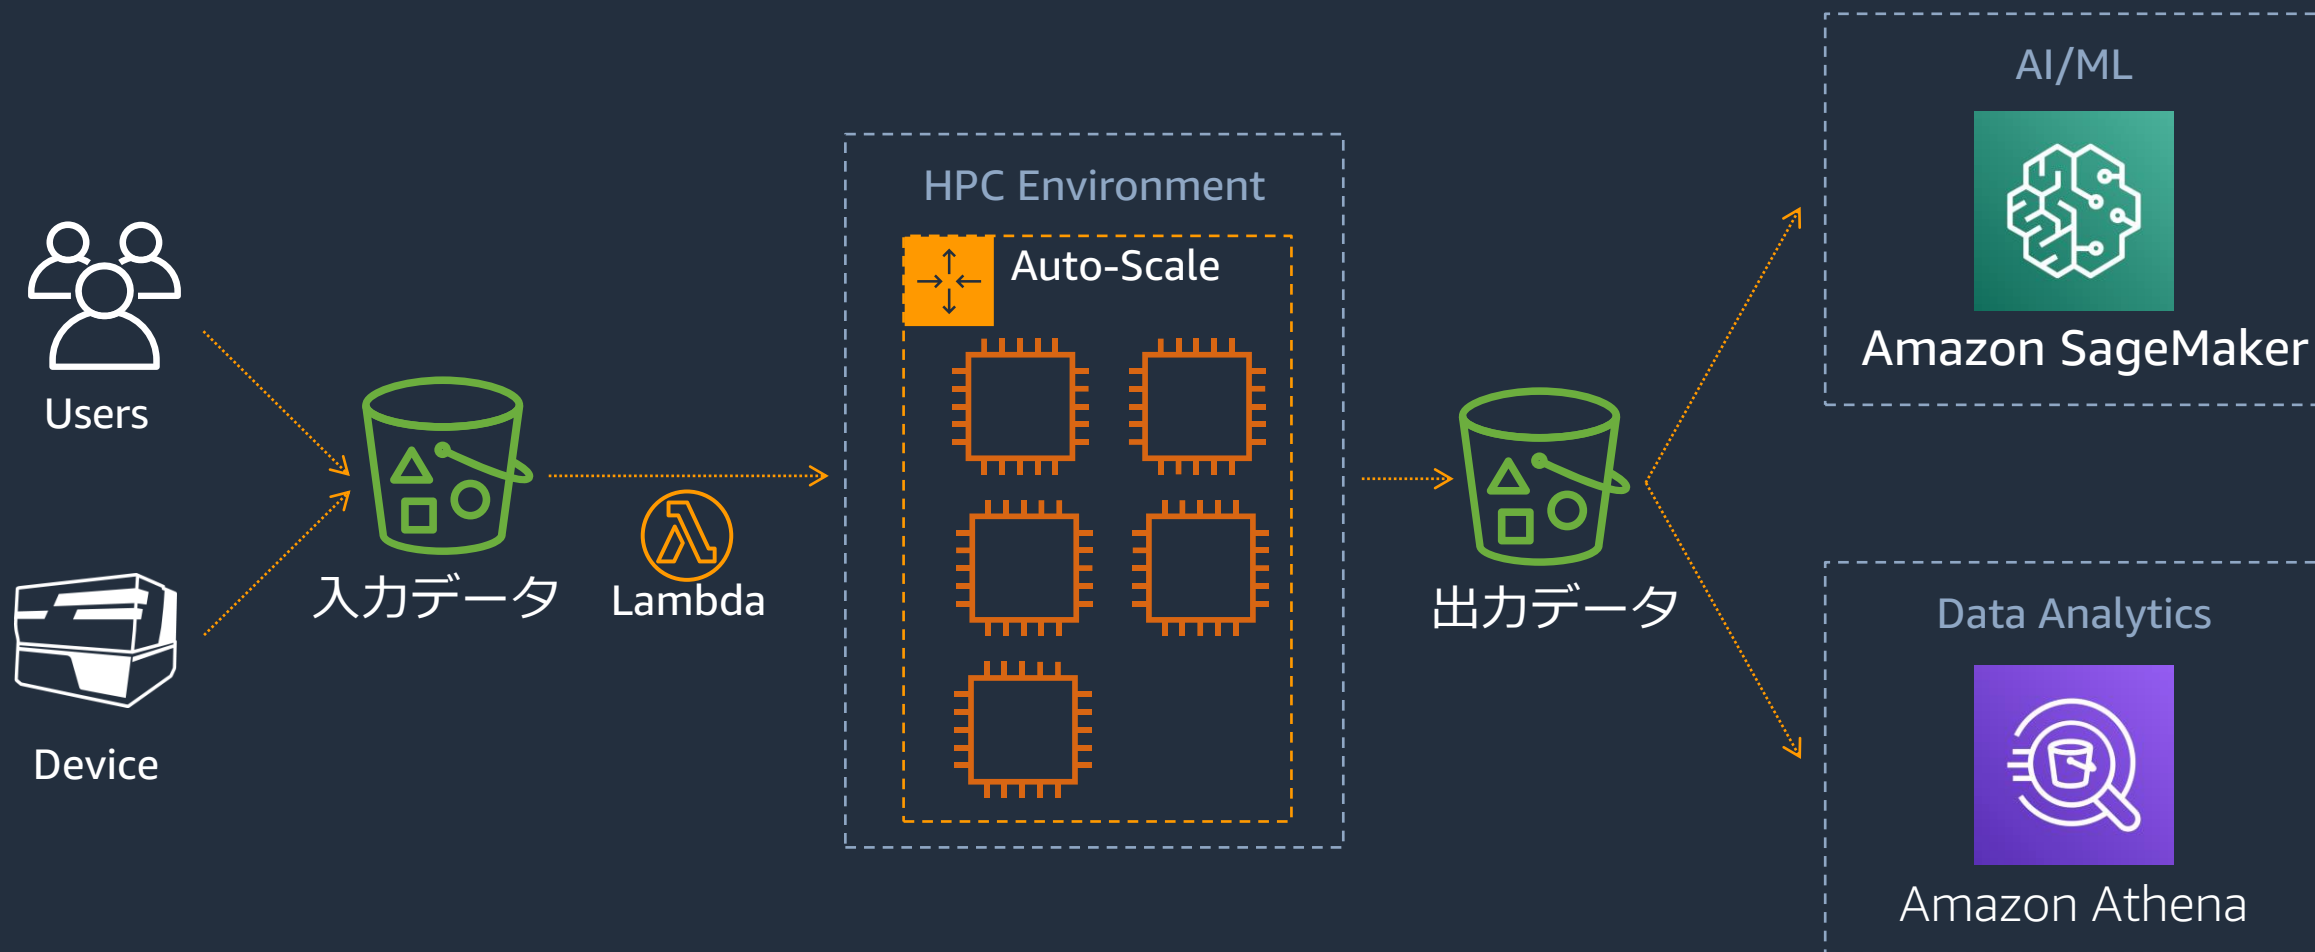 Users
Device
入力データ
Lambda
HPC Environment
Auto-Scale
出力データ
AI/ML
Amazon SageMaker
Data Analytics
Amazon Athena